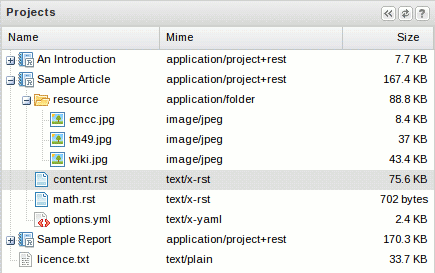 Projects
Name Mime Size
An Introduction application/project+rest 7.7 KB
Sample Article application/project+rest 167.4 KB
resource application/folder 88.8 KB
emcc.jpg image/jpeg 8.4 KB
tm49.jpg image/jpeg 37 KB
wiki.jpg image/jpeg 43.4 KB
content.rst text/x-rst 75.6 KB
math.rst text/x-rst 702 bytes
options.yml text/x-yaml 2.4 KB
Sample Report application/project+rest 170.3 KB
licence.txt text/plain 33.7 KB